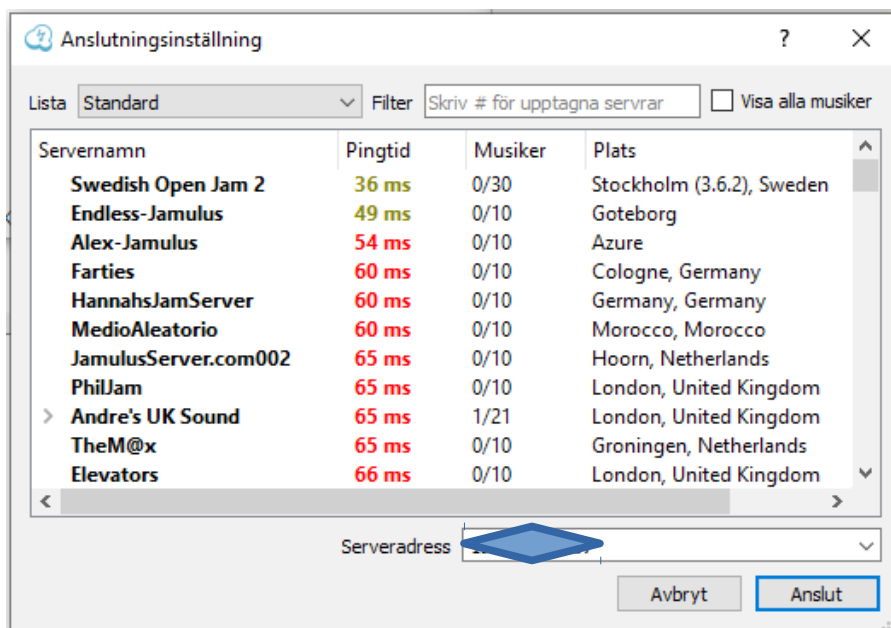 Anslutningsinställning ?
Lista Standard Filter Skriv # för upptagna servrar Visa alla musiker
Servernamn Pingtid Musiker Plats
Swedish Open Jam 2 36 ms 0/30 Stockholm (3.6.2), Sweden
Endless-Jamulus 49 ms 0/10 Goteborg
Alex-Jamulus 54 ms 0/10 Azure
Farties 60 ms 0/10 Cologne, Germany
HannahsJamServer 60 ms 0/10 Germany, Germany
MedioAleatorio 60 ms 0/10 Morocco, Morocco
JamulusServer.com002 65 ms 0/10 Hoorn, Netherlands
PhilJam 65 ms 0/10 London, United Kingdom
Andre's UK Sound 65 ms 1/21 London, United Kingdom
TheM@x 65 ms 0/10 Groningen, Netherlands
Elevators 66 ms 0/10 London, United Kingdom
Serveradress
Avbryt Anslut